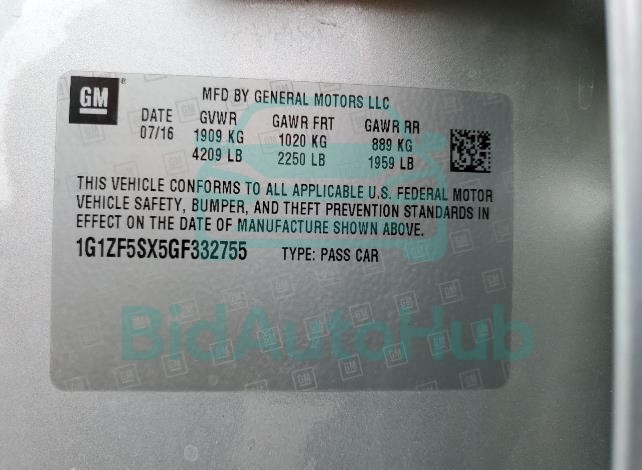 GM
MFD BY GENERAL MOTORS LLC
DATE GVWR GAWR FRT GAWR RR
07/16 1909 KG 1020 KG 889 KG
4209 LB 2250 LB 1959 LB
THIS VEHICLE CONFORMS TO ALL APPLICABLE U.S. FEDERAL MOTOR
VEHICLE SAFETY, BUMPER, AND THEFT PREVENTION STANDARDS IN
EFFECT ON THE DATE OF MANUFACTURE SHOWN ABOVE.
1G1ZF5SX5GF332755 TYPE: PASS CAR
BidAutoHub